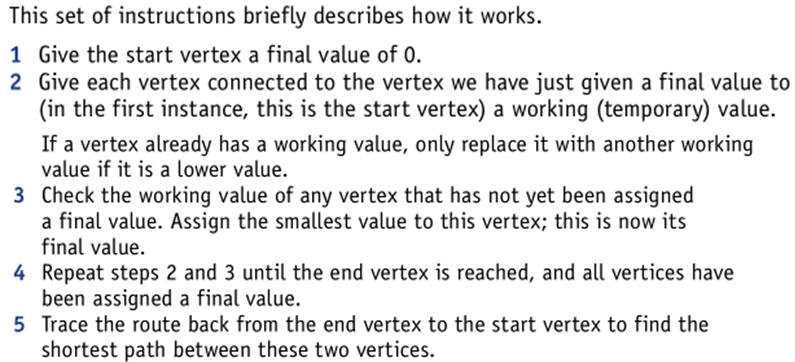 This set of instructions briefly describes how it works.
1 Give the start vertex a final value of 0.
2 Give each vertex connected to the vertex we have just given a final value to
(in the first instance, this is the start vertex) a working (temporary) value.
If a vertex already has a working value, only replace it with another working
value if it is a lower value.
3 Check the working value of any vertex that has not yet been assigned
a final value. Assign the smallest value to this vertex; this is now its
final value.
4 Repeat steps 2 and 3 until the end vertex is reached, and all vertices have
been assigned a final value.
5 Trace the route back from the end vertex to the start vertex to find the
shortest path between these two vertices.